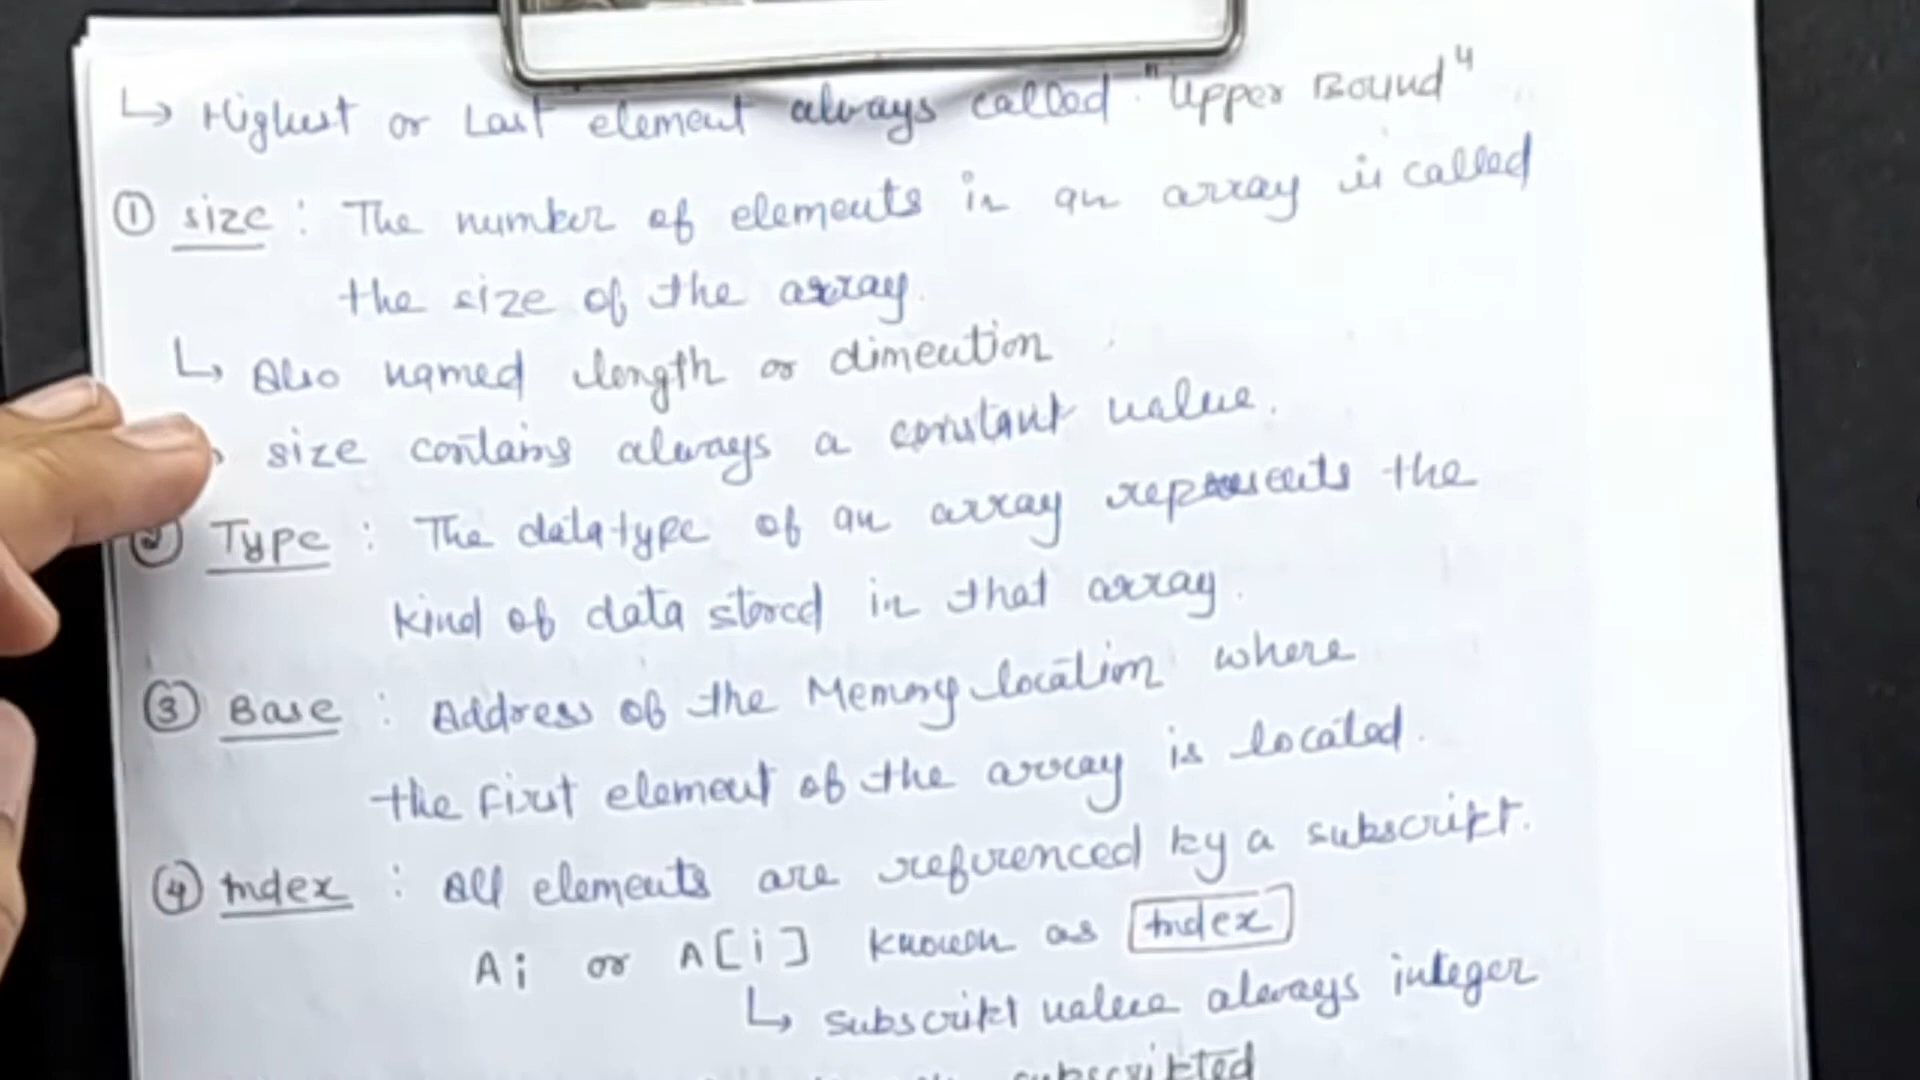 ↳ Highest or Last element always called "Upper Bound"
① size : The number of elements in an array is called
the size of the array.
↳ Also named length or dimention
size contains always a constant value.
② Type : The datatype of an array represents the
kind of data stored in that array.
③ Base : Address of the Memory location where
the First element of the array is located.
④ Index : All elements are referenced by a subscript.
Ai or A[i] known as Index
↳ subscript value always integer
subscripted